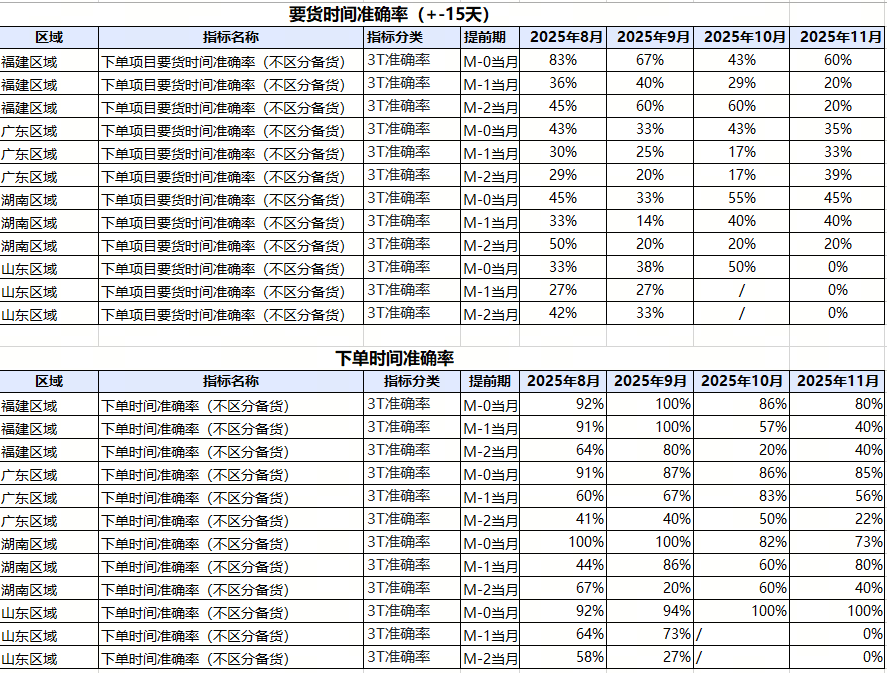 要货时间准确率（+-15天）
区域 指标名称 指标分类 提前期 2025年8月 2025年9月 2025年10月 2025年11月
福建区域 下单项目要货时间准确率（不区分备货） 3T准确率 M-0当月 83% 67% 43% 60%
福建区域 下单项目要货时间准确率（不区分备货） 3T准确率 M-1当月 36% 40% 29% 20%
福建区域 下单项目要货时间准确率（不区分备货） 3T准确率 M-2当月 45% 60% 60% 20%
广东区域 下单项目要货时间准确率（不区分备货） 3T准确率 M-0当月 43% 33% 43% 35%
广东区域 下单项目要货时间准确率（不区分备货） 3T准确率 M-1当月 30% 25% 17% 33%
广东区域 下单项目要货时间准确率（不区分备货） 3T准确率 M-2当月 29% 20% 17% 39%
湖南区域 下单项目要货时间准确率（不区分备货） 3T准确率 M-0当月 45% 33% 55% 45%
湖南区域 下单项目要货时间准确率（不区分备货） 3T准确率 M-1当月 33% 14% 40% 40%
湖南区域 下单项目要货时间准确率（不区分备货） 3T准确率 M-2当月 50% 20% 20% 20%
山东区域 下单项目要货时间准确率（不区分备货） 3T准确率 M-0当月 33% 38% 50% 0%
山东区域 下单项目要货时间准确率（不区分备货） 3T准确率 M-1当月 27% 27% / 0%
山东区域 下单项目要货时间准确率（不区分备货） 3T准确率 M-2当月 42% 33% / 0%
下单时间准确率
区域 指标名称 指标分类 提前期 2025年8月 2025年9月 2025年10月 2025年11月
福建区域 下单时间准确率（不区分备货） 3T准确率 M-0当月 92% 100% 86% 80%
福建区域 下单时间准确率（不区分备货） 3T准确率 M-1当月 91% 100% 57% 40%
福建区域 下单时间准确率（不区分备货） 3T准确率 M-2当月 64% 80% 20% 40%
广东区域 下单时间准确率（不区分备货） 3T准确率 M-0当月 91% 87% 86% 85%
广东区域 下单时间准确率（不区分备货） 3T准确率 M-1当月 60% 67% 83% 56%
广东区域 下单时间准确率（不区分备货） 3T准确率 M-2当月 41% 40% 50% 22%
湖南区域 下单时间准确率（不区分备货） 3T准确率 M-0当月 100% 100% 82% 73%
湖南区域 下单时间准确率（不区分备货） 3T准确率 M-1当月 44% 86% 60% 80%
湖南区域 下单时间准确率（不区分备货） 3T准确率 M-2当月 67% 20% 60% 40%
山东区域 下单时间准确率（不区分备货） 3T准确率 M-0当月 92% 94% 100% 100%
山东区域 下单时间准确率（不区分备货） 3T准确率 M-1当月 64% 73% / 0%
山东区域 下单时间准确率（不区分备货） 3T准确率 M-2当月 58% 27% / 0%